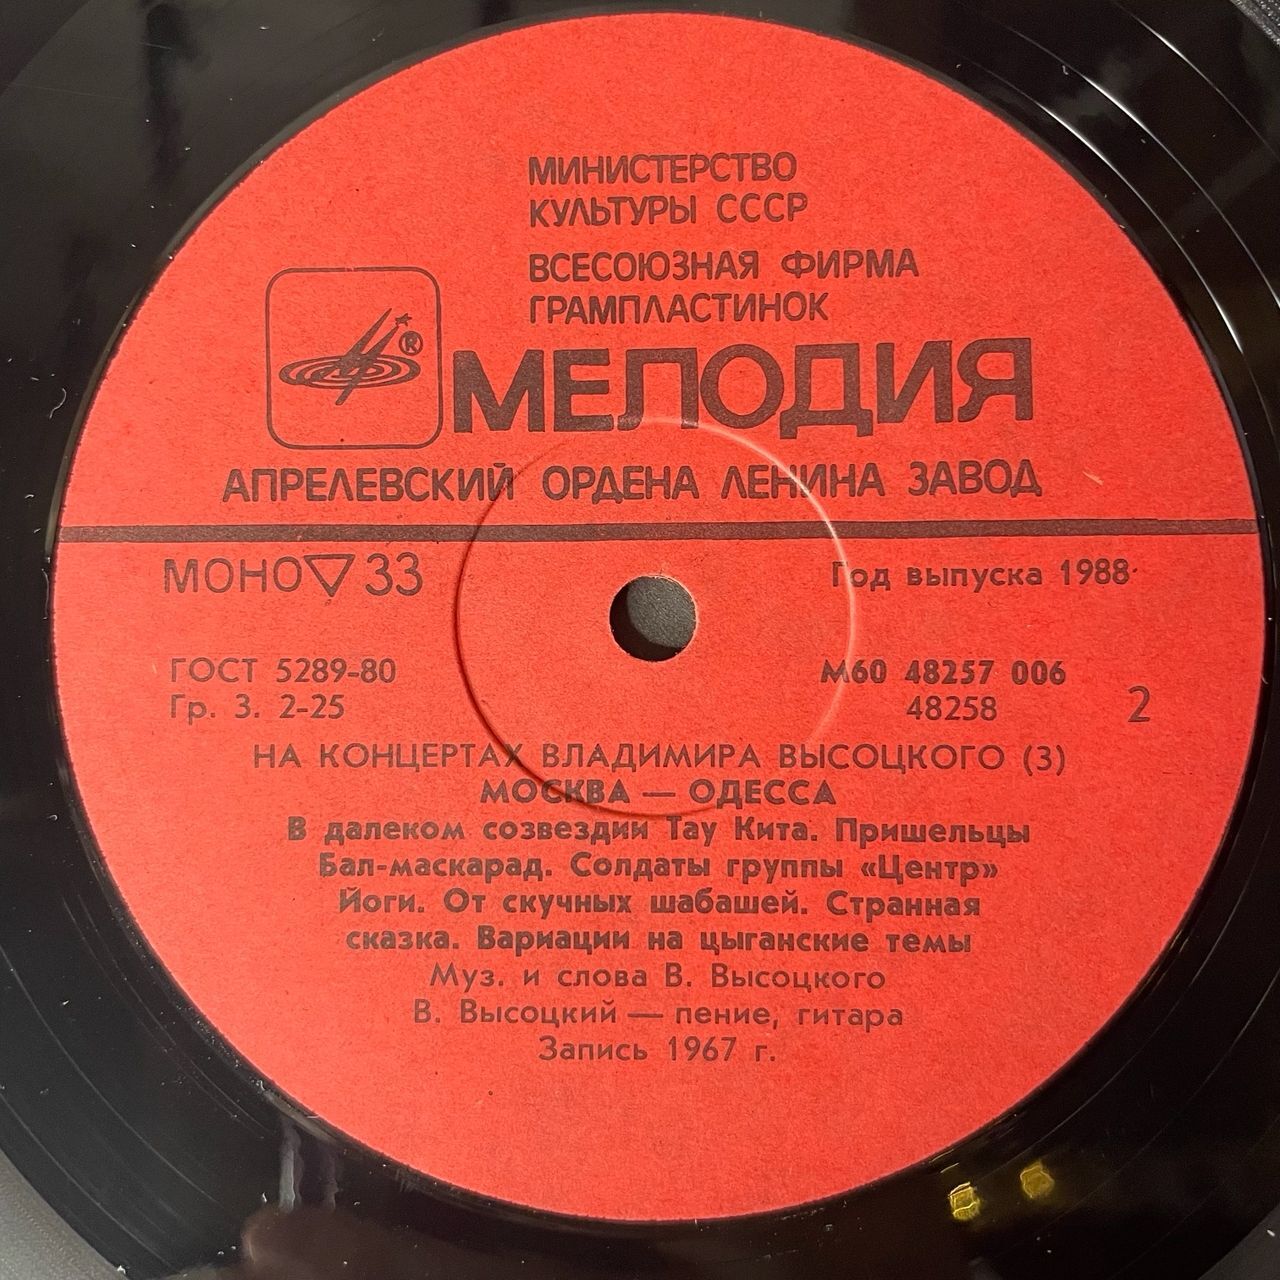 МИНИСТЕРСТВО
КУЛЬТУРЫ СССР
ВСЕСОЮЗНАЯ ФИРМА
ГРАМПЛАСТИНОК
®
МЕЛОДИЯ
АПРЕЛЕВСКИЙ ОРДЕНА ЛЕНИНА ЗАВОД
МОНО ▽ 33
Год выпуска 1988
ГОСТ 5289-80
М60 48257 006
Гр. 3. 2-25
48258
2
НА КОНЦЕРТАХ ВЛАДИМИРА ВЫСОЦКОГО (3)
МОСКВА — ОДЕССА
В далеком созвездии Тау Кита. Пришельцы
Бал-маскарад. Солдаты группы «Центр»
Йоги. От скучных шабашей. Странная
сказка. Вариации на цыганские темы
Муз. и слова В. Высоцкого
В. Высоцкий — пение, гитара
Запись 1967 г.